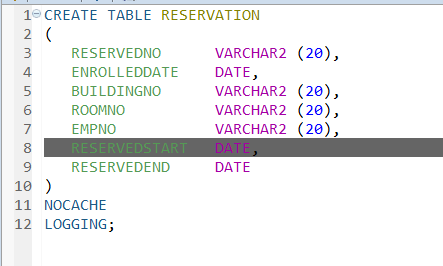 1 CREATE TABLE RESERVATION
2 (
3 RESERVEDNO VARCHAR2 (20),
4 ENROLLEDDATE DATE,
5 BUILDINGNO VARCHAR2 (20),
6 ROOMNO VARCHAR2 (20),
7 EMPNO VARCHAR2 (20),
8 RESERVEDSTART DATE,
9 RESERVEDEND DATE
10 )
11 NOCACHE
12 LOGGING;